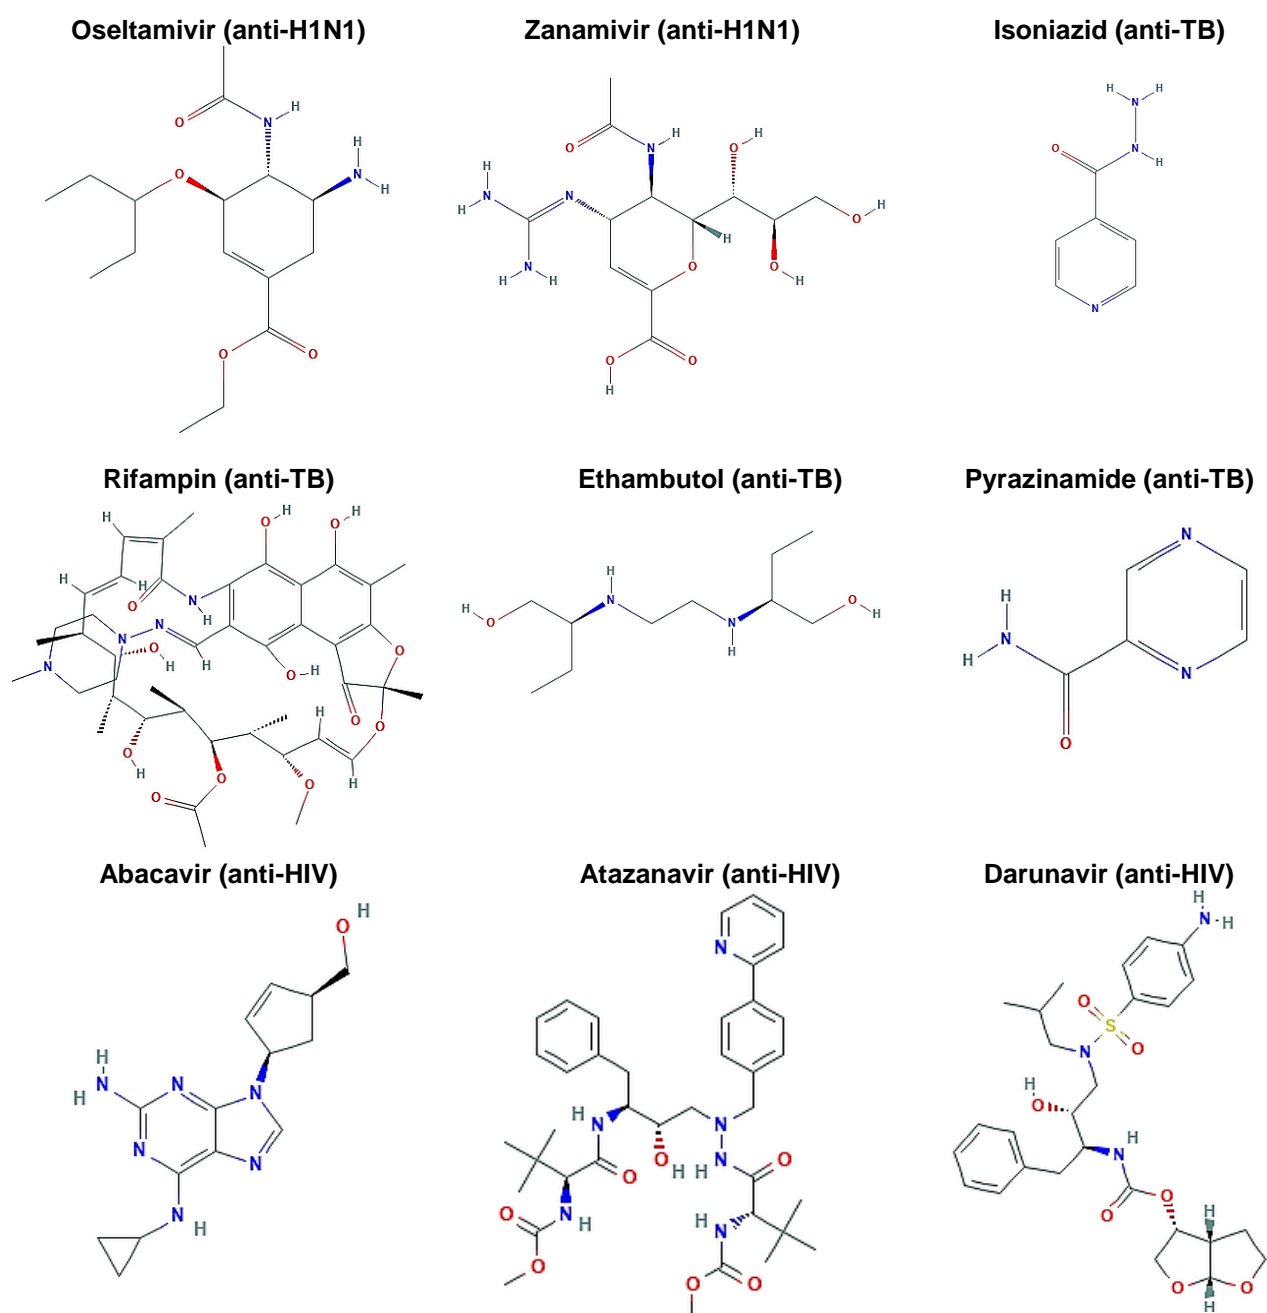 Oseltamivir (anti-H1N1)
Zanamivir (anti-H1N1)
Isoniazid (anti-TB)
Rifampin (anti-TB)
Ethambutol (anti-TB)
Pyrazinamide (anti-TB)
Abacavir (anti-HIV)
Atazanavir (anti-HIV)
Darunavir (anti-HIV)